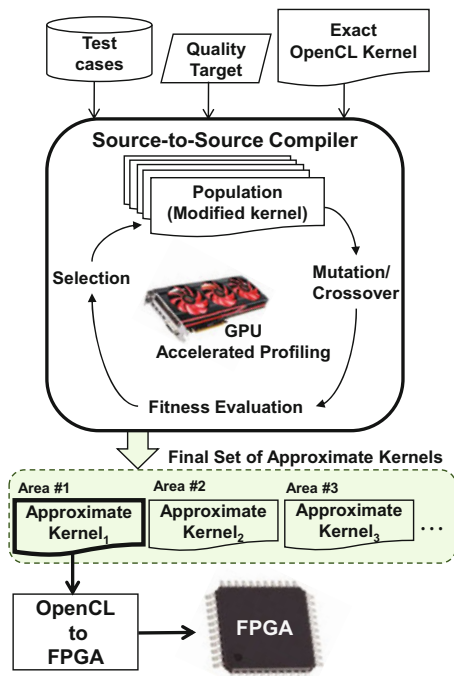 Test
cases
Quality
Target
Exact
OpenCL Kernel
Source-to-Source Compiler
Population
(Modified kernel)
Selection
Mutation/
Crossover
GPU
Accelerated Profiling
Fitness Evaluation
Final Set of Approximate Kernels
Area #1
Area #2
Area #3
Approximate
Kernel1
Approximate
Kernel2
Approximate
Kernel3
...
OpenCL
to
FPGA
FPGA